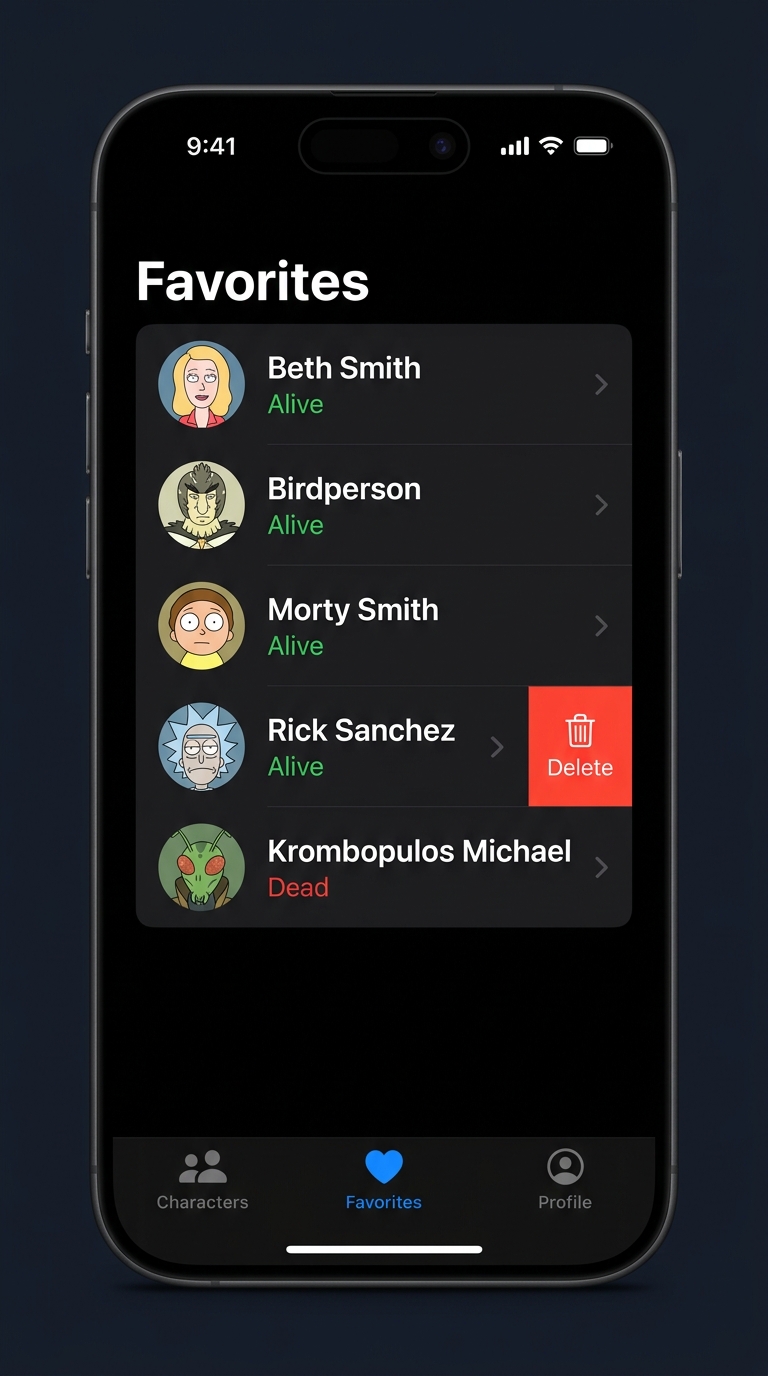 9:41
Favorites
Beth Smith
Alive
Birdperson
Alive
Morty Smith
Alive
Rick Sanchez
Alive
Delete
Krombopulos Michael
Dead
Characters
Favorites
Profile